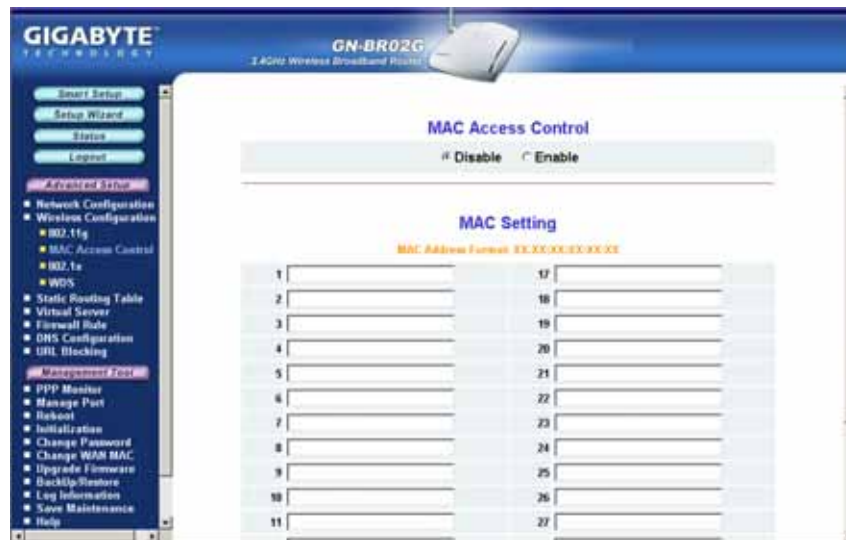 GIGABYTE
TECHNOLOGY
GN-BR02G
2.4GHz Wireless Broadband Router
Smart Setup
Setup Wizard
Status
Logout
Advanced Setup
Network Configuration
Wireless Configuration
802.11g
MAC Access Control
802.1x
WDS
Static Routing Table
Virtual Server
Firewall Rule
DNS Configuration
URL Blocking
Management Tool
PPP Monitor
Manage Port
Reboot
Initialization
Change Password
Change WAN MAC
Upgrade Firmware
BackUp/Restore
Log Information
Save Maintenance
Help
MAC Access Control
Disable Enable
MAC Setting
MAC Address Format: XX:XX:XX:XX:XX:XX
1 17
2 18
3 19
4 20
5 21
6 22
7 23
8 24
9 25
10 26
11 27